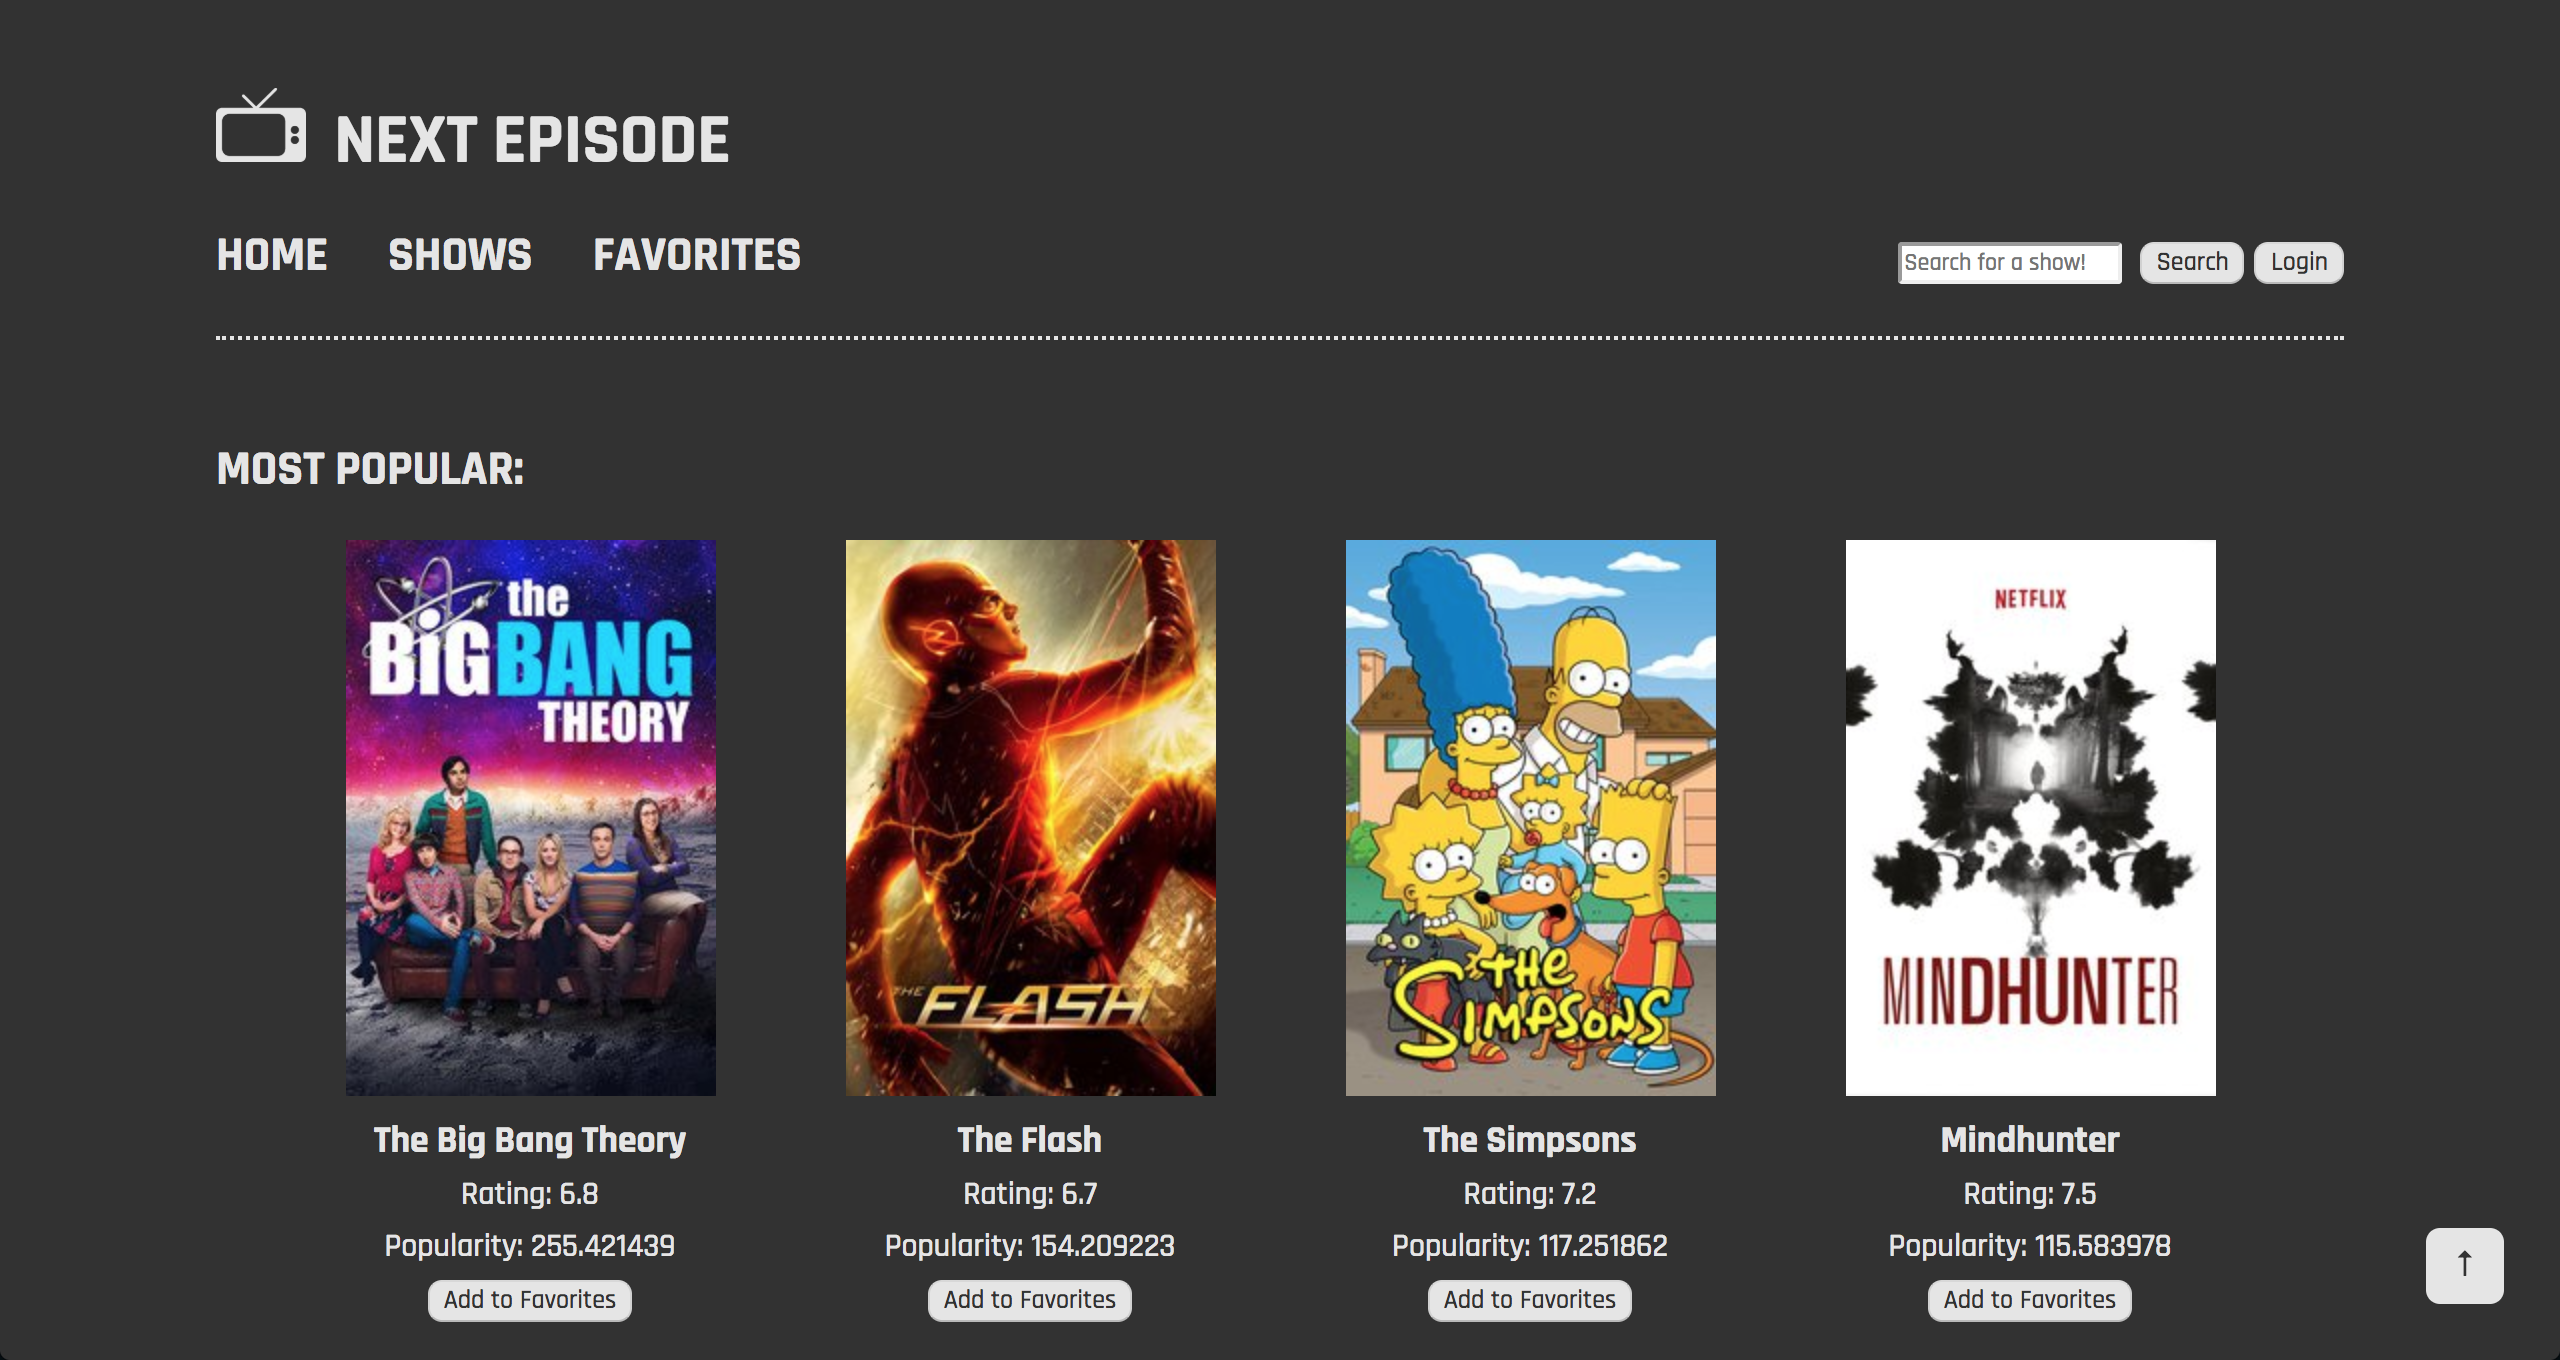 NEXT EPISODE
HOME SHOWS FAVORITES
Search for a show! Search Login
MOST POPULAR:
the
BiG BANG
THEORY
THE FLASH
THE
SIMPSONS
NETFLIX
MINDHUNTER
The Big Bang Theory
Rating: 6.8
Popularity: 255.421439
Add to Favorites
The Flash
Rating: 6.7
Popularity: 154.209223
Add to Favorites
The Simpsons
Rating: 7.2
Popularity: 117.251862
Add to Favorites
Mindhunter
Rating: 7.5
Popularity: 115.583978
Add to Favorites
↑